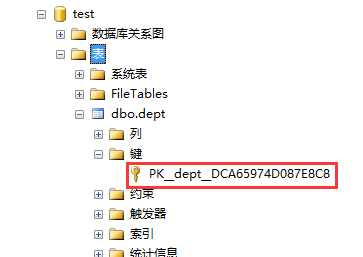 test
数据库关系图
表
系统表
FileTables
dbo.dept
列
键
PK__dept__DCA65974D087E8C8
约束
触发器
索引
统计信息